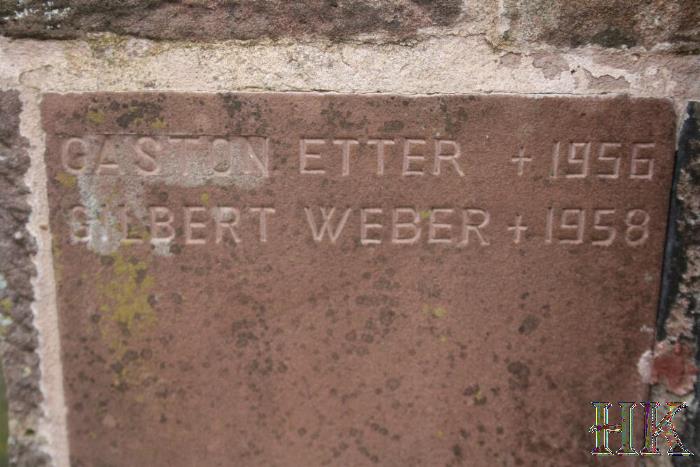 GASTON ETTER + 1956
GILBERT WEBER + 1958
HK